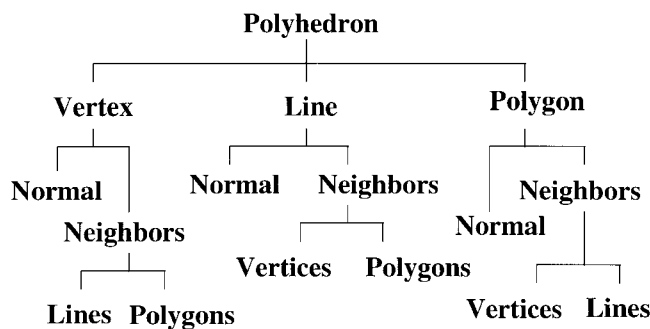 Polyhedron
Vertex Line Polygon
Normal Normal Neighbors Neighbors
Neighbors Normal
Vertices Polygons
Lines Polygons Vertices Lines